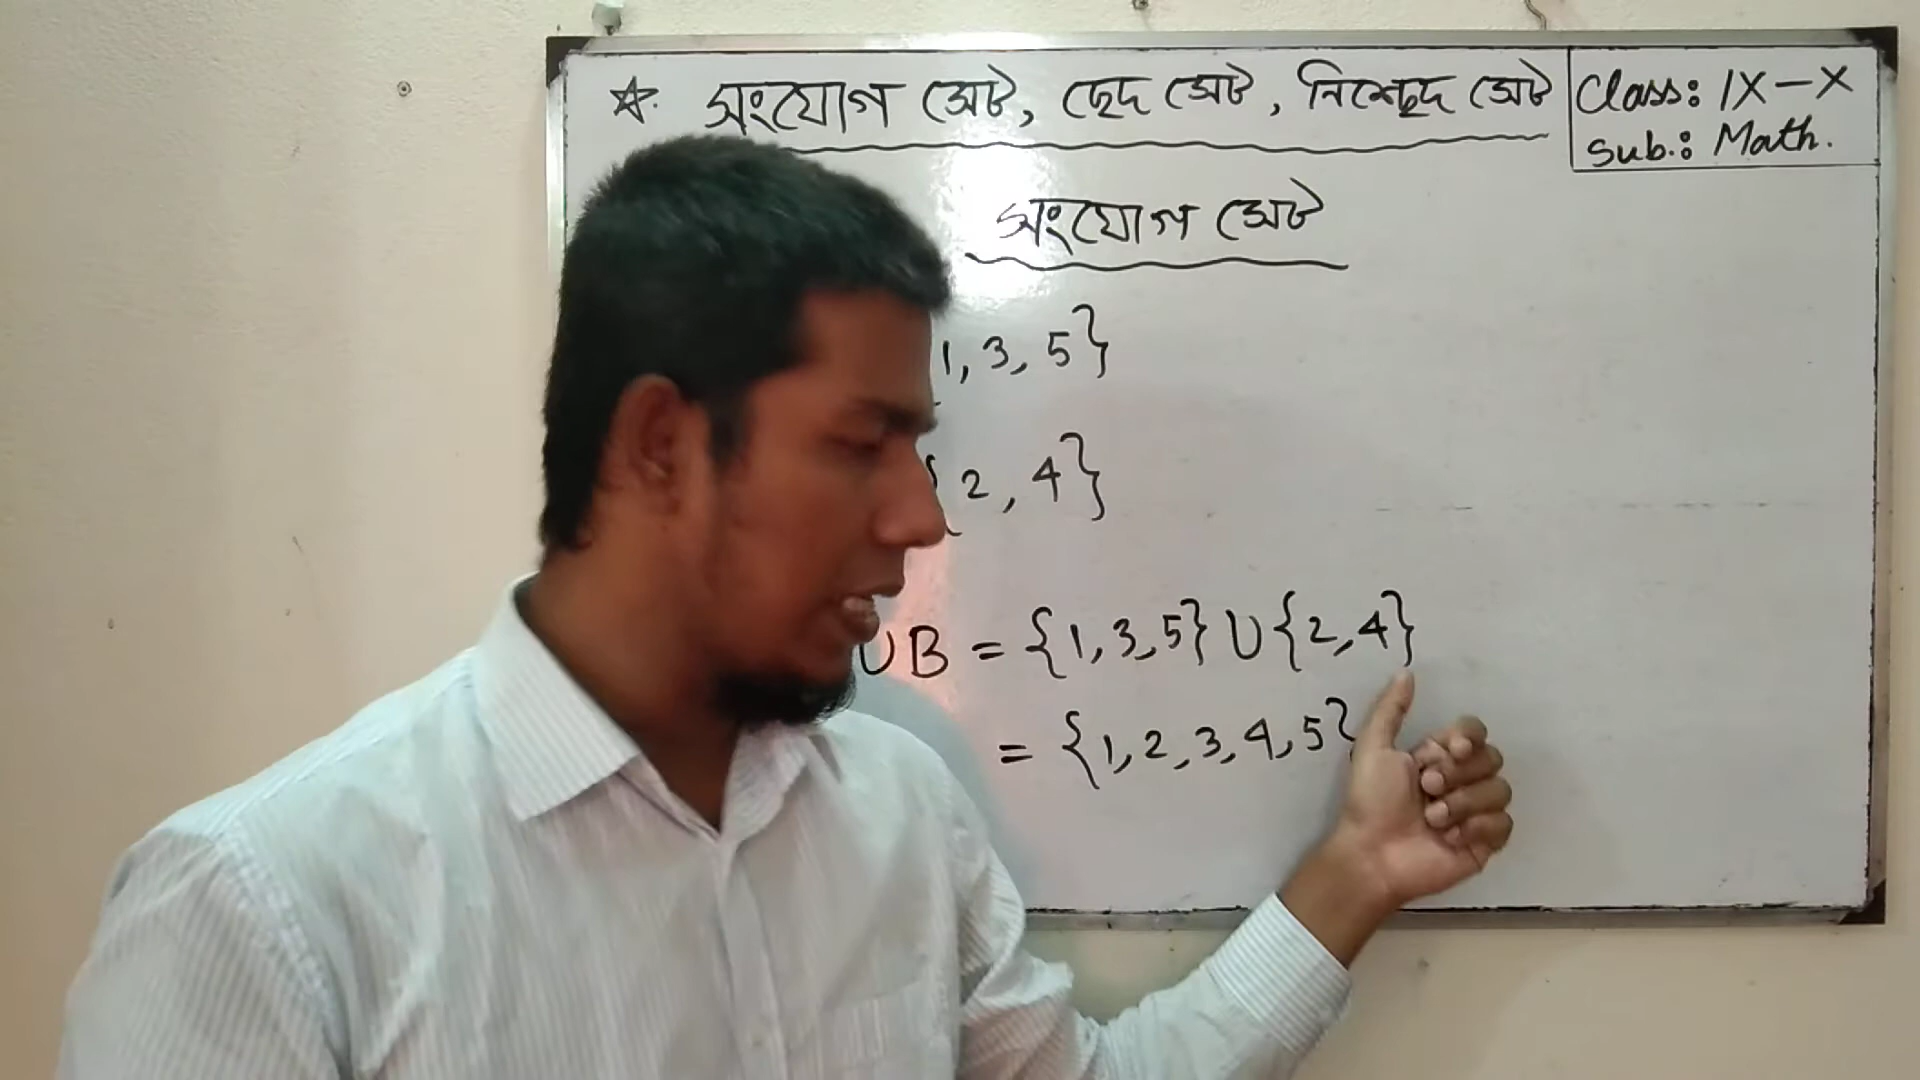 ☆. সংযোগ সেট, ছেদ সেট, নিশ্ছেদ সেট
Class: IX-X
Sub.: Math.
সংযোগ সেট
1, 3, 5}
{2, 4}
∪B = {1,3,5} ∪ {2,4}
= {1,2,3,4,5}